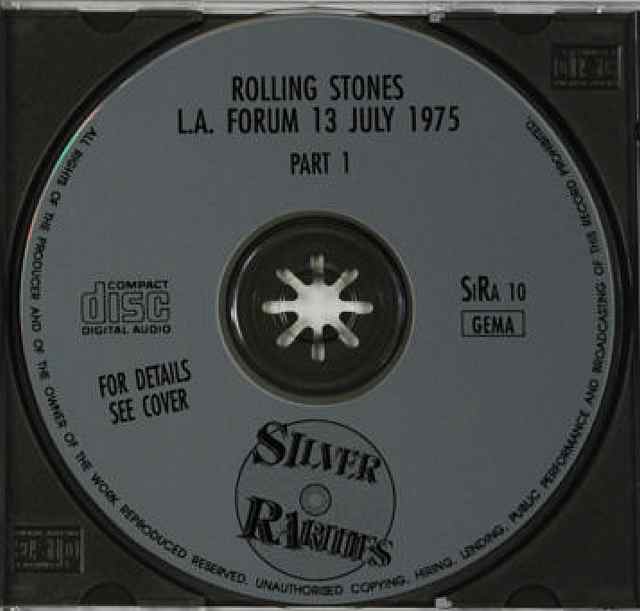 ROLLING STONES
L.A. FORUM 13 JULY 1975
PART 1
COMPACT
disc
DIGITAL AUDIO
SiRa 10
GEMA
FOR DETAILS
SEE COVER
SILVER
RARITIES
ALL RIGHTS OF THE PRODUCER AND OF THE OWNER OF THE WORK REPRODUCED RESERVED. UNAUTHORISED COPYING, HIRING, LENDING, PUBLIC PERFORMANCE AND BROADCASTING OF THIS RECORD PROHIBITED.